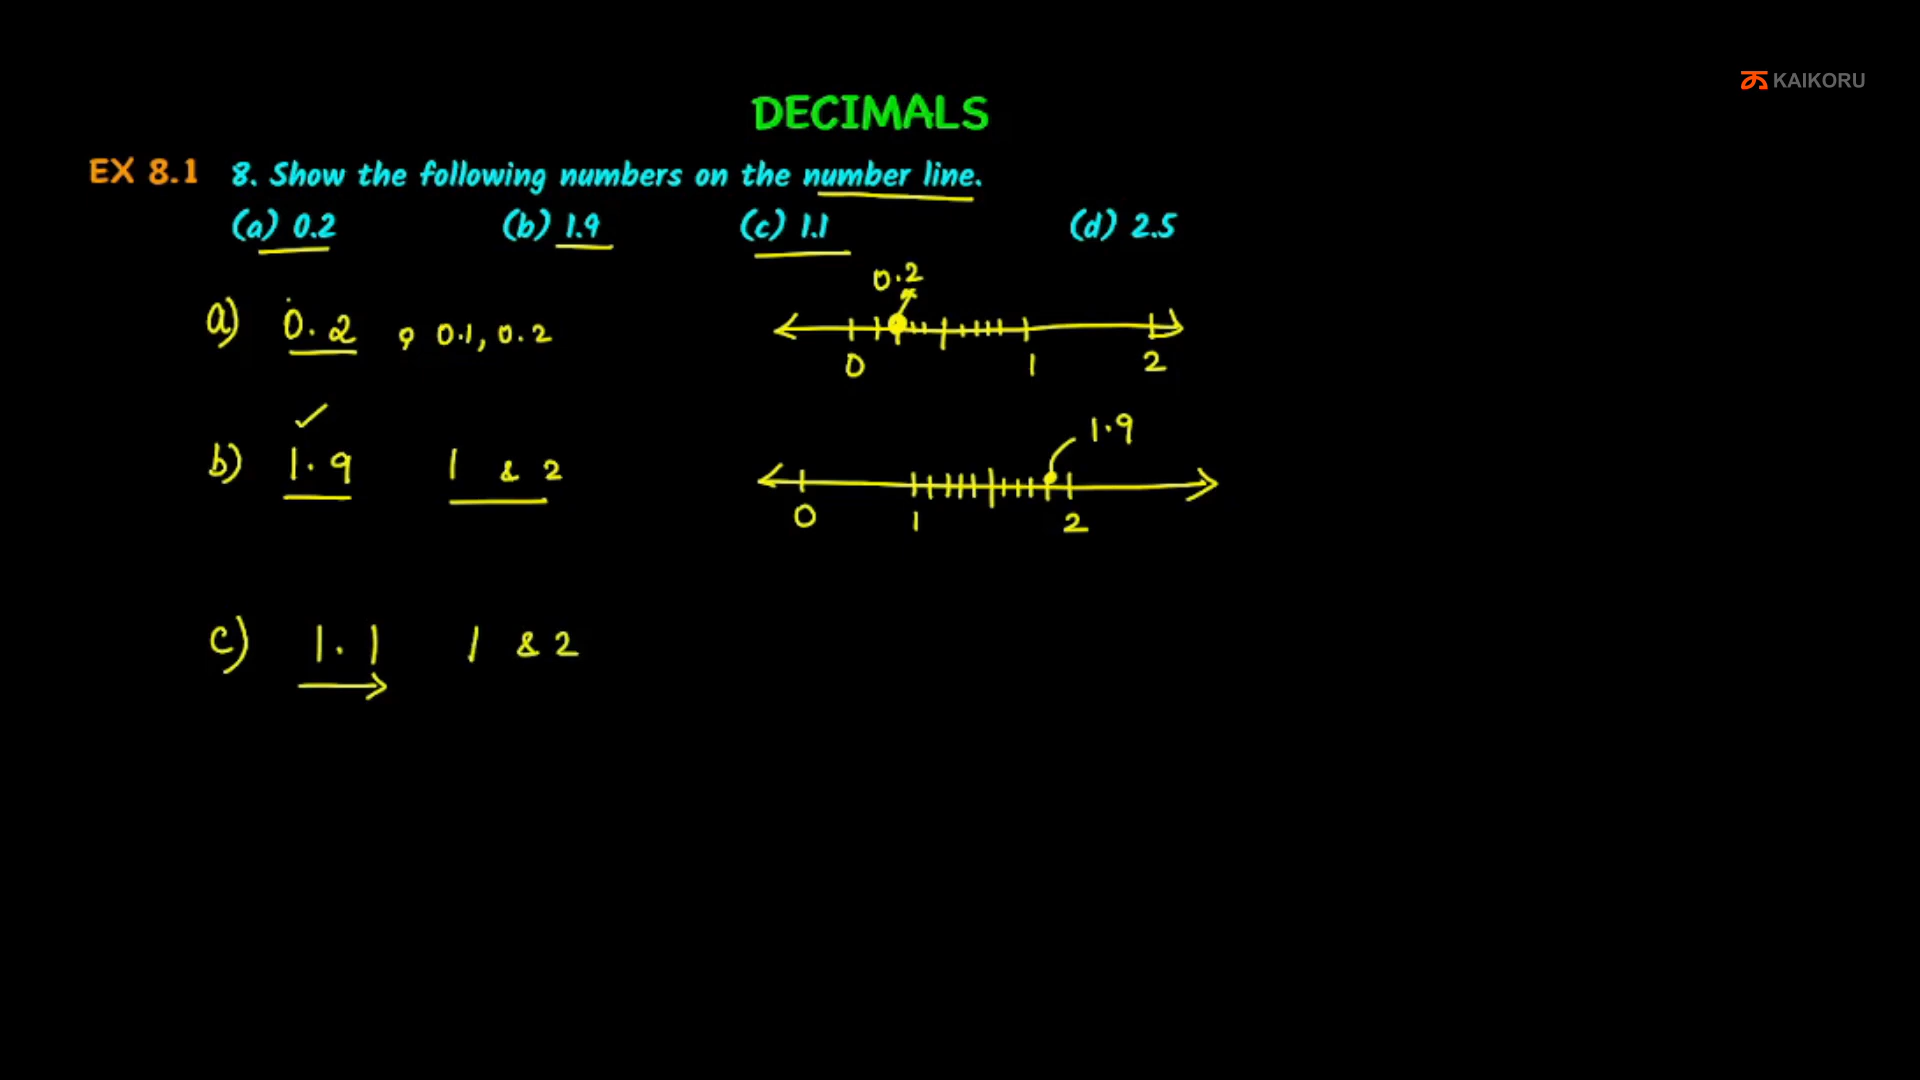 KAIKORU
DECIMALS
EX 8.1 8. Show the following numbers on the number line.
(a) 0.2 (b) 1.9 (c) 1.1 (d) 2.5
0.2
a) 0.2 , 0.1, 0.2
0 1 2
1.9
b) 1.9 1 & 2
0 1 2
c) 1.1 1 & 2